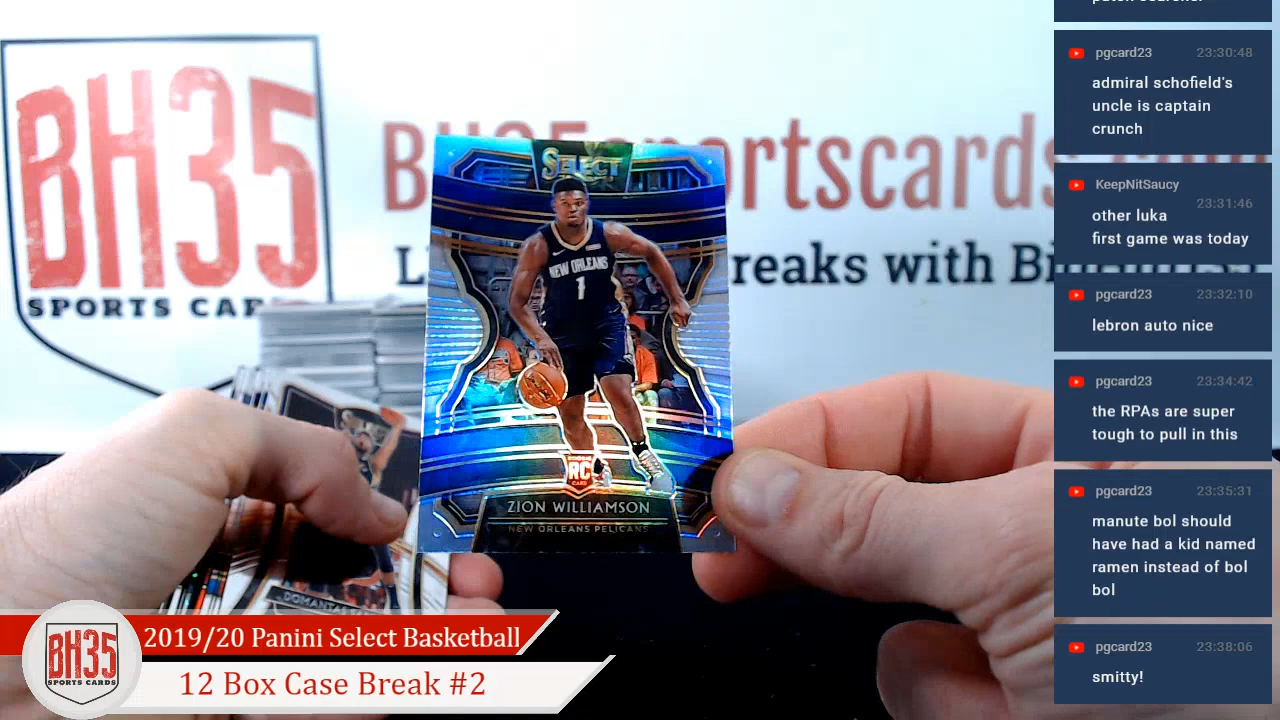 BH35
SPORTS CAR
BH35sportscards
reaks with Bi
SELECT
NEW ORLEANS
1
RC
ZION WILLIAMSON
NEW ORLEANS PELICANS
DOMANTAS
BH35
SPORTS CARDS
2019/20 Panini Select Basketball
12 Box Case Break #2
pgcard23 23:30:48
admiral schofield's
uncle is captain
crunch
KeepNitSaucy
23:31:46
other luka
first game was today
pgcard23 23:32:10
lebron auto nice
pgcard23 23:34:42
the RPAs are super
tough to pull in this
pgcard23 23:35:31
manute bol should
have had a kid named
ramen instead of bol
bol
pgcard23 23:38:06
smitty!